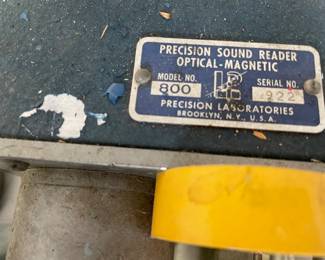 PRECISION SOUND READER
OPTICAL-MAGNETIC
MODEL NO. SERIAL NO.
800 922
PRECISION LABORATORIES
BROOKLYN, N.Y., U.S.A.